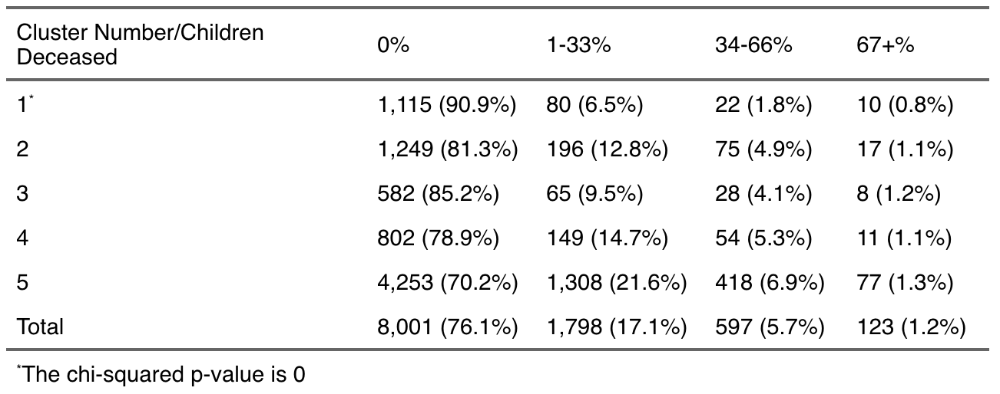 Cluster Number/Children Deceased 0% 1-33% 34-66% 67+%
1* 1,115 (90.9%) 80 (6.5%) 22 (1.8%) 10 (0.8%)
2 1,249 (81.3%) 196 (12.8%) 75 (4.9%) 17 (1.1%)
3 582 (85.2%) 65 (9.5%) 28 (4.1%) 8 (1.2%)
4 802 (78.9%) 149 (14.7%) 54 (5.3%) 11 (1.1%)
5 4,253 (70.2%) 1,308 (21.6%) 418 (6.9%) 77 (1.3%)
Total 8,001 (76.1%) 1,798 (17.1%) 597 (5.7%) 123 (1.2%)
*The chi-squared p-value is 0